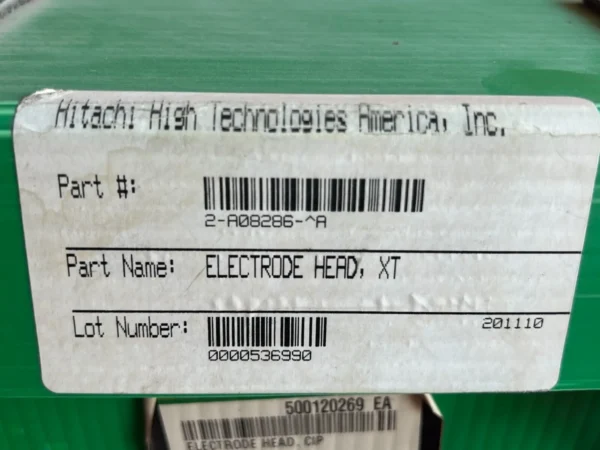 Hitachi High Technologies America, Inc.
Part #:
2-A08286-^A
Part Name: ELECTRODE HEAD, XT
Lot Number: 201110
0000536990
500120269 EA
ELECTRODE HEAD, CIP